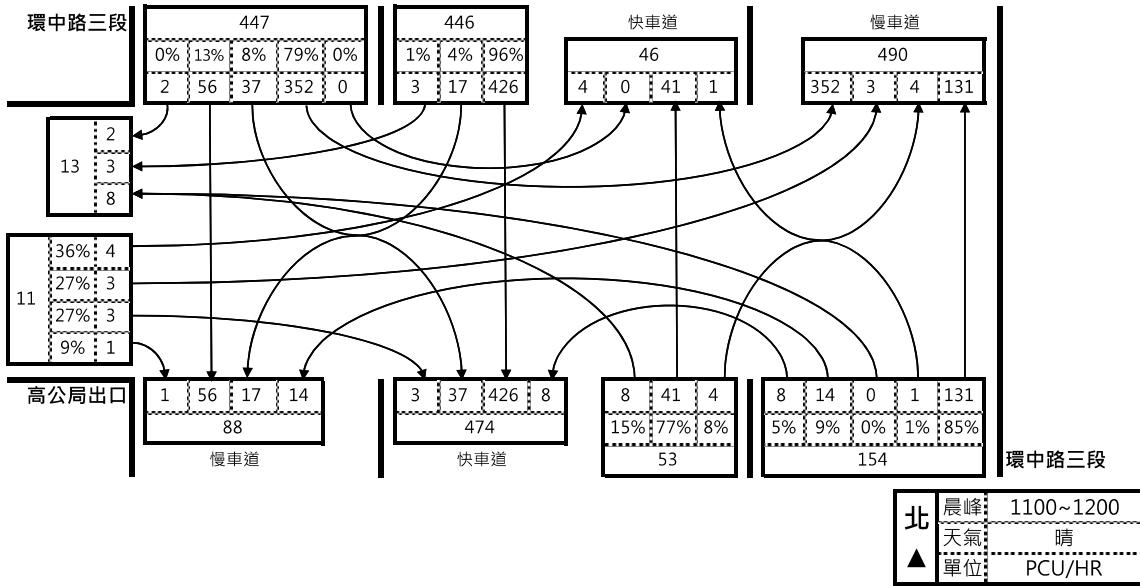 環中路三段
447
446
快車道
慢車道
0% 13% 8% 79% 0%
1% 4% 96%
46
490
2 56 37 352 0
3 17 426
4 0 41 1
352 3 4 131
13
2
3
8
11
36% 4
27% 3
27% 3
9% 1
高公局出口
1 56 17 14
3 37 426 8
8 41 4
8 14 0 1 131
88
474
15% 77% 8%
5% 9% 0% 1% 85%
慢車道
快車道
53
154
環中路三段
北
▲
晨峰 1100~1200
天氣 晴
單位 PCU/HR